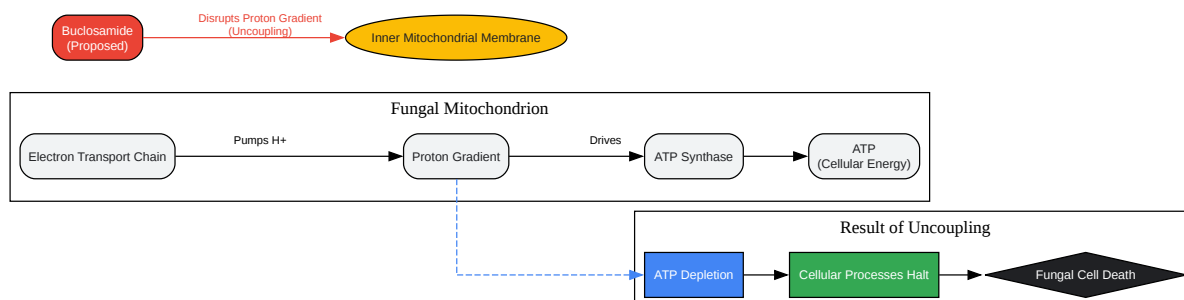 Buclosamide
(Proposed)
Disrupts Proton Gradient
(Uncoupling)
Inner Mitochondrial Membrane
Fungal Mitochondrion
Electron Transport Chain
Pumps H+
Proton Gradient
Drives
ATP Synthase
ATP
(Cellular Energy)
Result of Uncoupling
ATP Depletion
Cellular Processes Halt
Fungal Cell Death